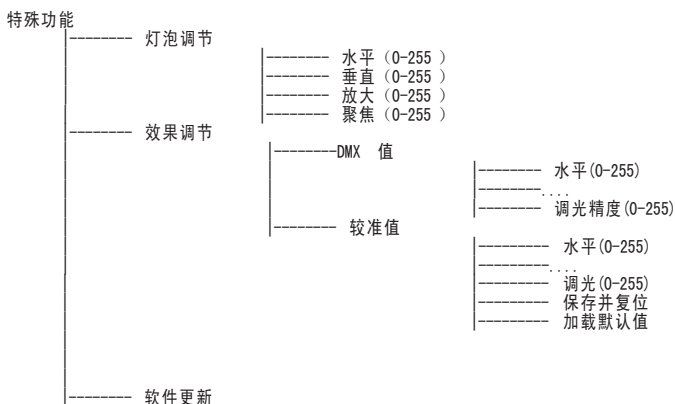 特殊功能
|-------- 灯泡调节
|-------- 水平（0-255 ）
|-------- 垂直（0-255 ）
|-------- 放大（0-255 ）
|-------- 聚焦（0-255 ）
|-------- 效果调节
|--------DMX 值
|-------- 水平(0-255)
|--------....
|-------- 调光精度(0-255)
|-------- 较准值
|--------- 水平(0-255)
|---------....
|--------- 调光(0-255)
|--------- 保存并复位
|--------- 加载默认值
|-------- 软件更新